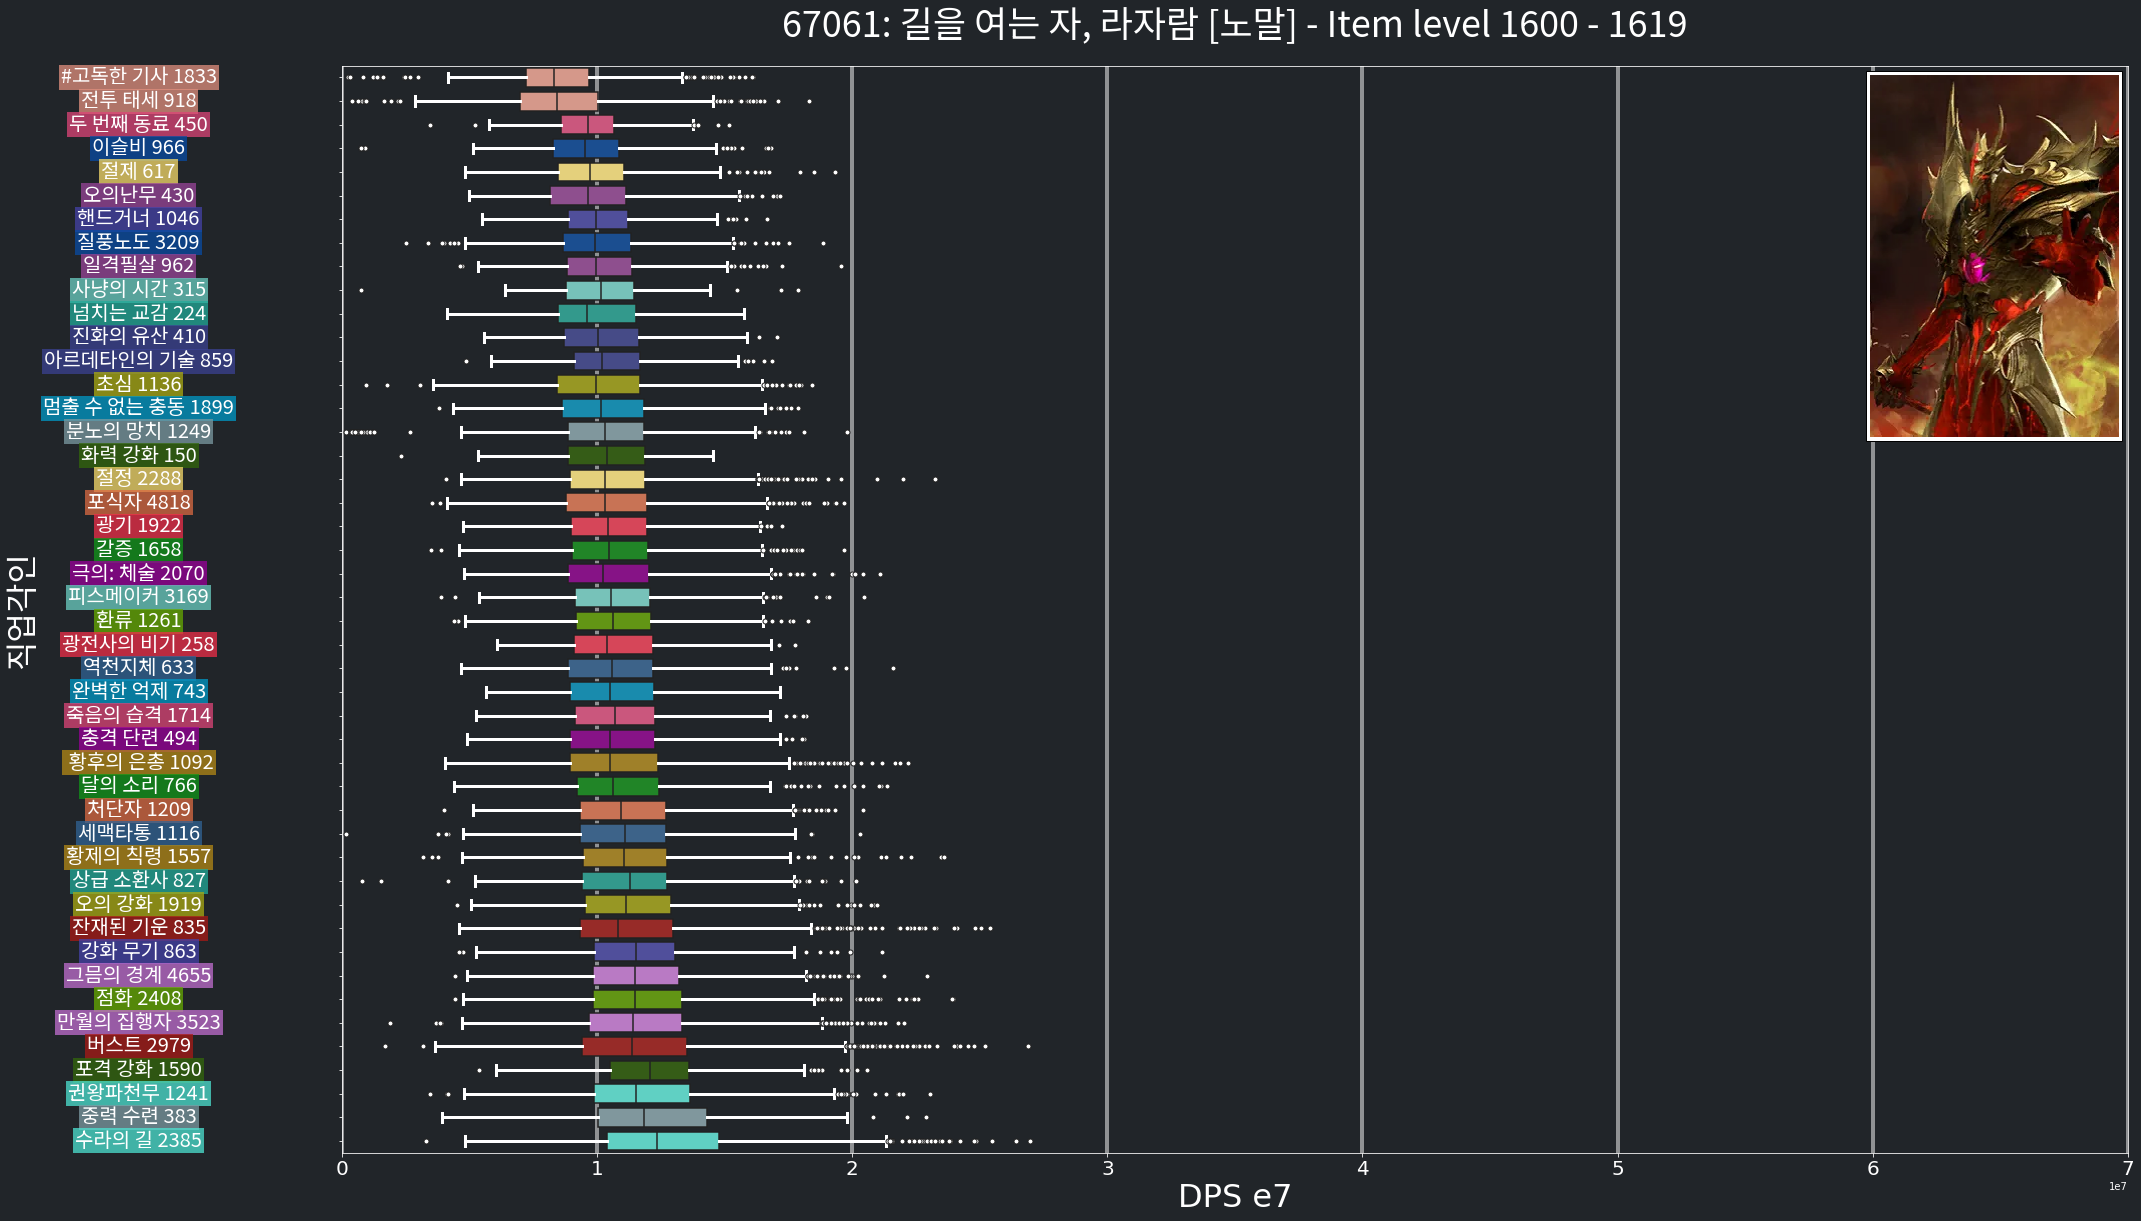 67061: 길을 여는 자, 라자람 [노말] - Item level 1600 - 1619
#고독한 기사 1833
전투 태세 918
두 번째 동료 450
이슬비 966
절제 617
오의난무 430
핸드거너 1046
질풍노도 3209
일격필살 962
사냥의 시간 315
넘치는 교감 224
진화의 유산 410
아르데타인의 기술 859
초심 1136
멈출 수 없는 충동 1899
분노의 망치 1249
화력 강화 150
절정 2288
포식자 4818
광기 1922
갈증 1658
극의: 체술 2070
피스메이커 3169
환류 1261
광전사의 비기 258
역천지체 633
완벽한 억제 743
죽음의 습격 1714
충격 단련 494
황후의 은총 1092
달의 소리 766
처단자 1209
세맥타통 1116
황제의 칙령 1557
상급 소환사 827
오의 강화 1919
잔재된 기운 835
강화 무기 863
그믐의 경계 4655
점화 2408
만월의 집행자 3523
버스트 2979
포격 강화 1590
권왕파천무 1241
중력 수련 383
수라의 길 2385
직업각인
0 1 2 3 4 5 6 7
1e7
DPS e7